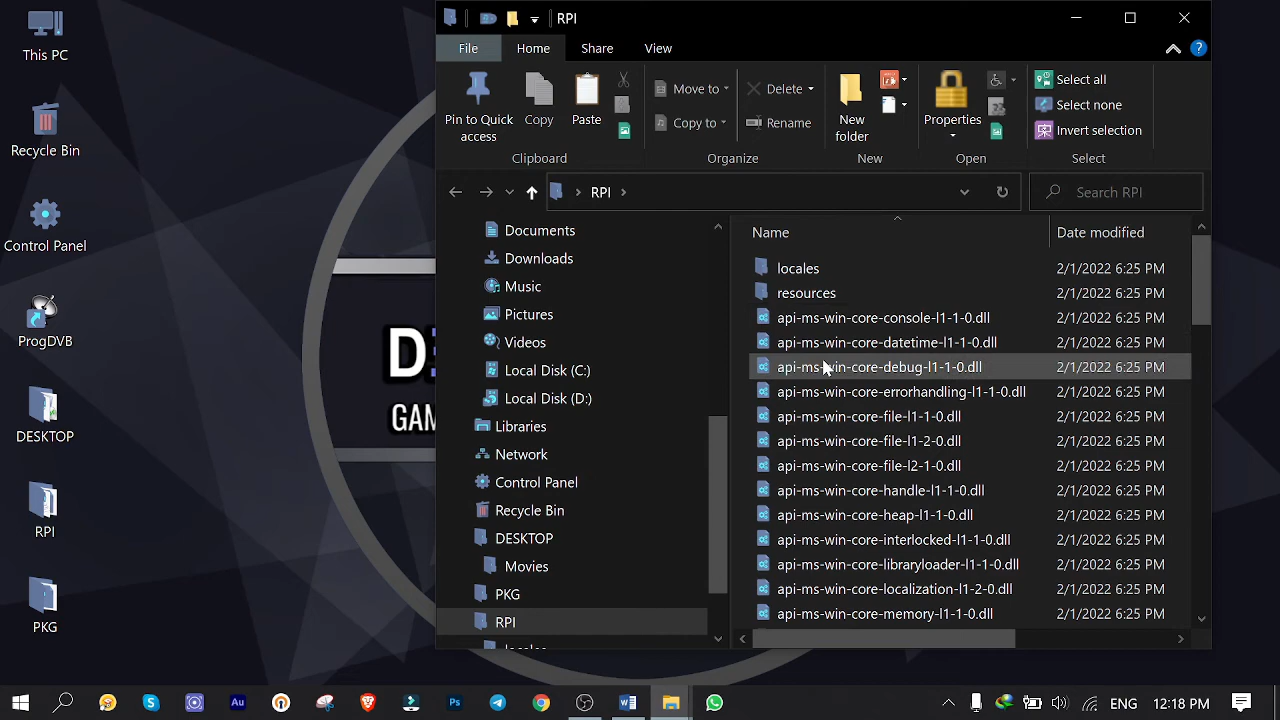 This PC
Recycle Bin
Control Panel
ProgDVB
DESKTOP
RPI
PKG
GAM
RPI
File
Home
Share
View
Pin to Quick access
Copy
Paste
Move to
Copy to
Delete
Rename
New folder
Properties
Select all
Select none
Invert selection
Clipboard
Organize
New
Open
Select
RPI
Search RPI
Documents
Downloads
Music
Pictures
Videos
Local Disk (C:)
Local Disk (D:)
Libraries
Network
Control Panel
Recycle Bin
DESKTOP
Movies
PKG
RPI
locales
Name Date modified
locales 2/1/2022 6:25 PM
resources 2/1/2022 6:25 PM
api-ms-win-core-console-l1-1-0.dll 2/1/2022 6:25 PM
api-ms-win-core-datetime-l1-1-0.dll 2/1/2022 6:25 PM
api-ms-win-core-debug-l1-1-0.dll 2/1/2022 6:25 PM
api-ms-win-core-errorhandling-l1-1-0.dll 2/1/2022 6:25 PM
api-ms-win-core-file-l1-1-0.dll 2/1/2022 6:25 PM
api-ms-win-core-file-l1-2-0.dll 2/1/2022 6:25 PM
api-ms-win-core-file-l2-1-0.dll 2/1/2022 6:25 PM
api-ms-win-core-handle-l1-1-0.dll 2/1/2022 6:25 PM
api-ms-win-core-heap-l1-1-0.dll 2/1/2022 6:25 PM
api-ms-win-core-interlocked-l1-1-0.dll 2/1/2022 6:25 PM
api-ms-win-core-libraryloader-l1-1-0.dll 2/1/2022 6:25 PM
api-ms-win-core-localization-l1-2-0.dll 2/1/2022 6:25 PM
api-ms-win-core-memory-l1-1-0.dll 2/1/2022 6:25 PM
Au
Ps
ENG
12:18 PM